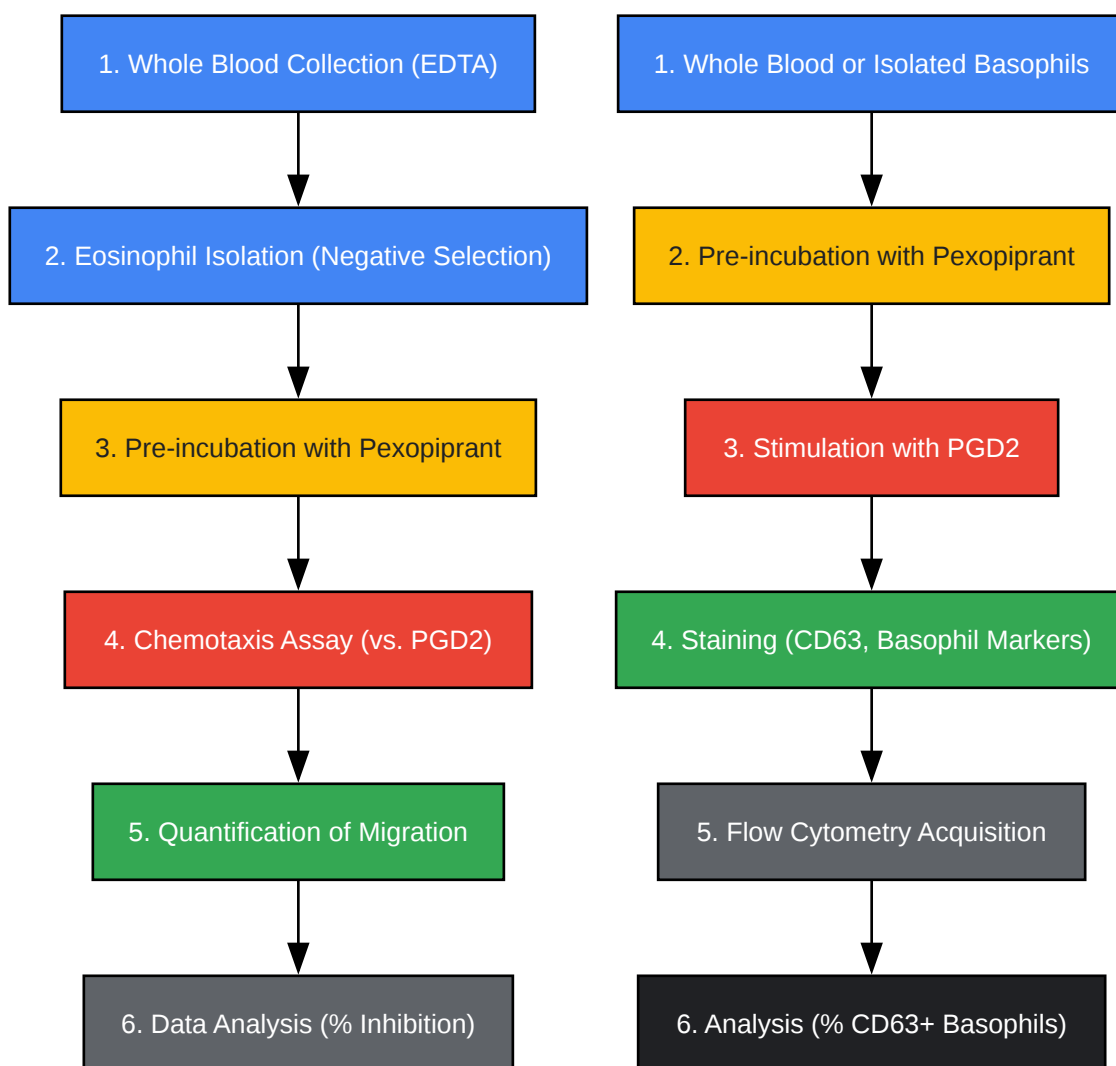 1. Whole Blood Collection (EDTA)
2. Eosinophil Isolation (Negative Selection)
3. Pre-incubation with Pexopiprant
4. Chemotaxis Assay (vs. PGD2)
5. Quantification of Migration
6. Data Analysis (% Inhibition)
1. Whole Blood or Isolated Basophils
2. Pre-incubation with Pexopiprant
3. Stimulation with PGD2
4. Staining (CD63, Basophil Markers)
5. Flow Cytometry Acquisition
6. Analysis (% CD63+ Basophils)